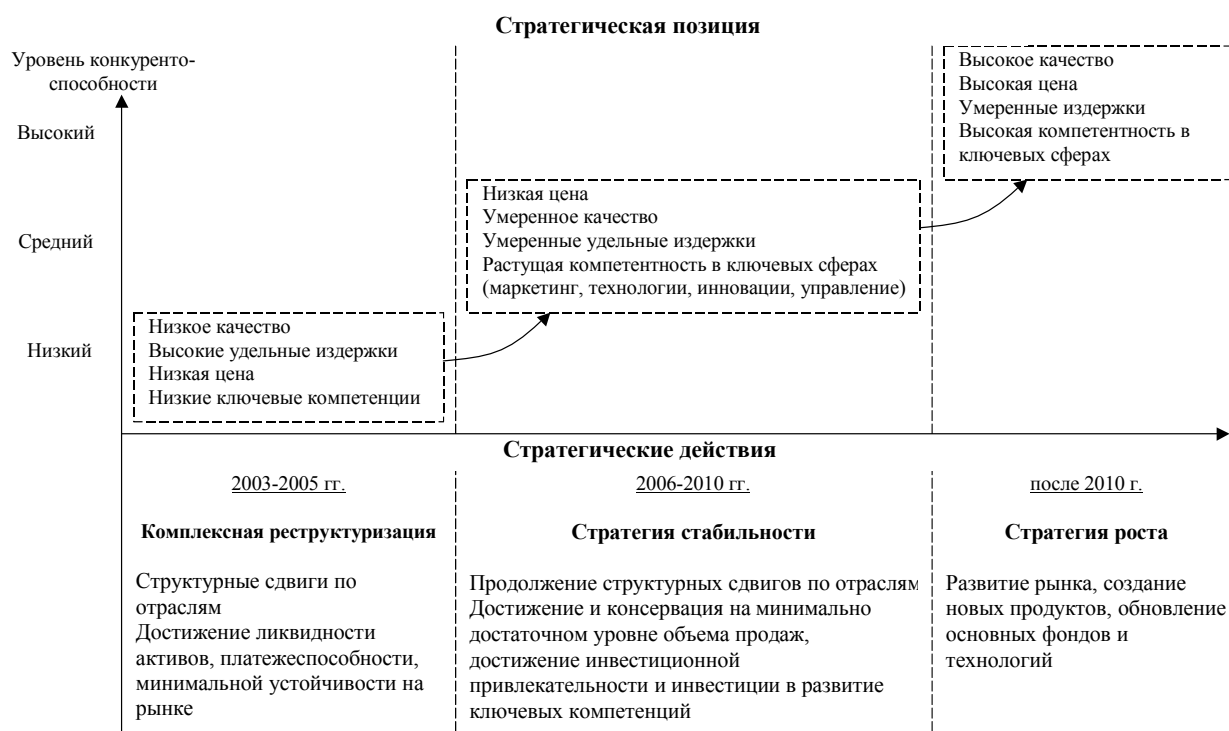 Стратегическая позиция
Уровень конкуренто-
способности
Высокий
Средний
Низкий
Низкое качество
Высокие удельные издержки
Низкая цена
Низкие ключевые компетенции
Низкая цена
Умеренное качество
Умеренные удельные издержки
Растущая компетентность в ключевых сферах
(маркетинг, технологии, инновации, управление)
Высокое качество
Высокая цена
Умеренные издержки
Высокая компетентность в
ключевых сферах
Стратегические действия
2003-2005 гг.
Комплексная реструктуризация
Структурные сдвиги по
отраслям
Достижение ликвидности
активов, платежеспособности,
минимальной устойчивости на
рынке
2006-2010 гг.
Стратегия стабильности
Продолжение структурных сдвигов по отраслям
Достижение и консервация на минимально
достаточном уровне объема продаж,
достижение инвестиционной
привлекательности и инвестиции в развитие
ключевых компетенций
после 2010 г.
Стратегия роста
Развитие рынка, создание
новых продуктов, обновление
основных фондов и
технологий